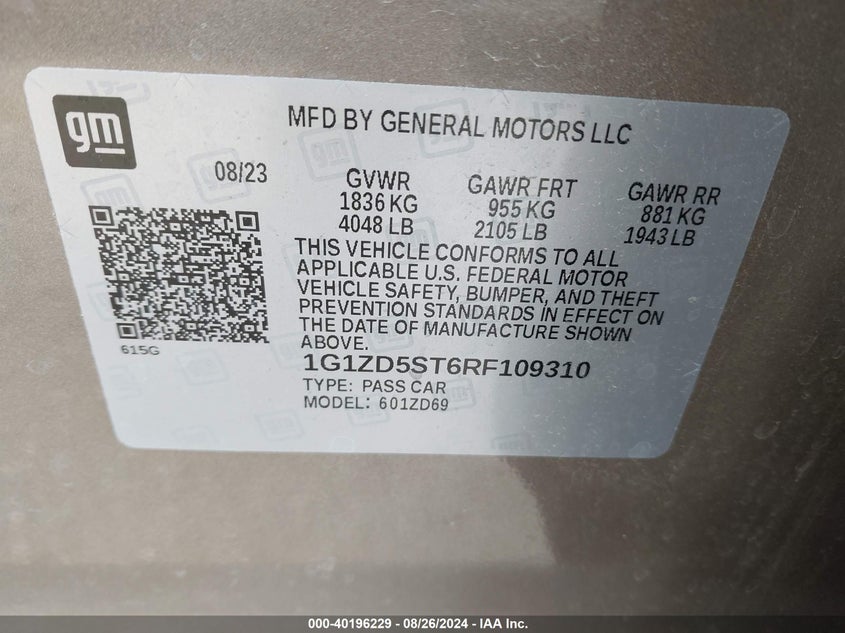 gm
MFD BY GENERAL MOTORS LLC
08/23
GVWR GAWR FRT GAWR RR
1836 KG 955 KG 881 KG
4048 LB 2105 LB 1943 LB
THIS VEHICLE CONFORMS TO ALL
APPLICABLE U.S. FEDERAL MOTOR
VEHICLE SAFETY, BUMPER, AND THEFT
PREVENTION STANDARDS IN EFFECT ON
THE DATE OF MANUFACTURE SHOWN
ABOVE.
615G
1G1ZD5ST6RF109310
TYPE: PASS CAR
MODEL: 601ZD69
000-40196229 - 08/26/2024 - IAA Inc.